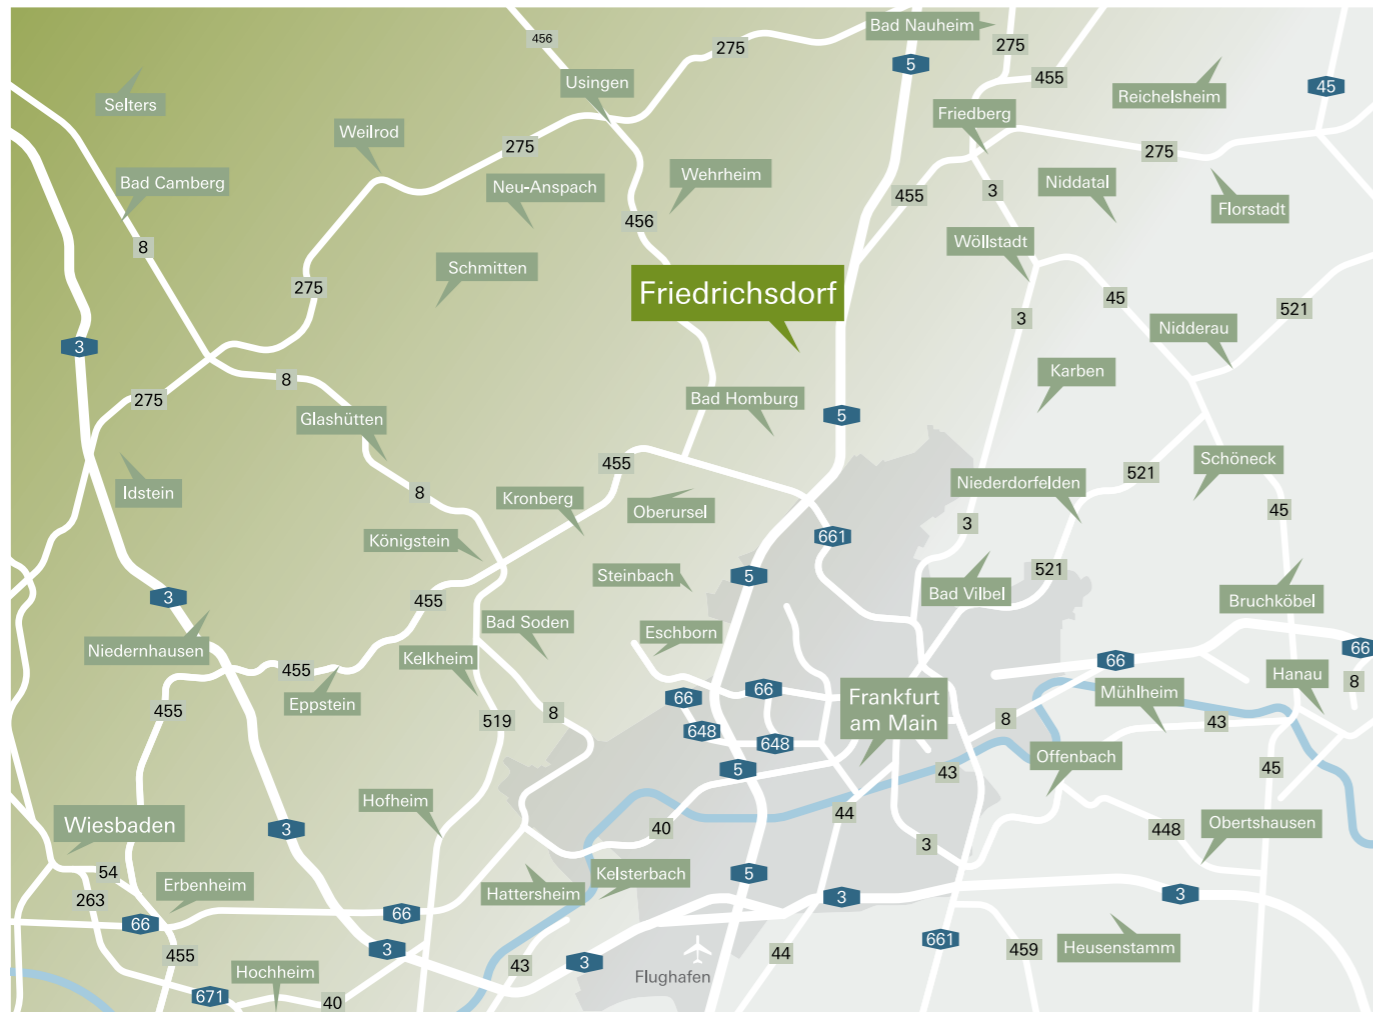 Bad Nauheim
456
275
275
5
455
Usingen
45
Selters
Reichelsheim
Friedberg
Weilrod
275
275
Bad Camberg
Neu-Anspach
Wehrheim
455
3
Niddatal
Florstadt
456
8
Wöllstadt
Schmitten
275
Friedrichsdorf
45
521
3
Nidderau
3
8
Karben
275
Bad Homburg
5
Glashütten
455
Schöneck
521
Niederdorfelden
Idstein
8
Kronberg
Oberursel
45
3
661
Königstein
521
Steinbach
5
3
455
Bad Vilbel
Bruchköbel
Bad Soden
Eschborn
Niedernhausen
66
66
Kelkheim
455
Hanau
8
66
66
Frankfurt
am Main
Mühlheim
Eppstein
455
519
8
8
43
648
648
Offenbach
5
43
45
Hofheim
44
Wiesbaden
3
40
448
Obertshausen
3
54
Kelsterbach
5
Erbenheim
Hattersheim
3
3
263
66
66
661
3
459
Heusenstamm
455
44
43
3
Flughafen
Hochheim
671
40